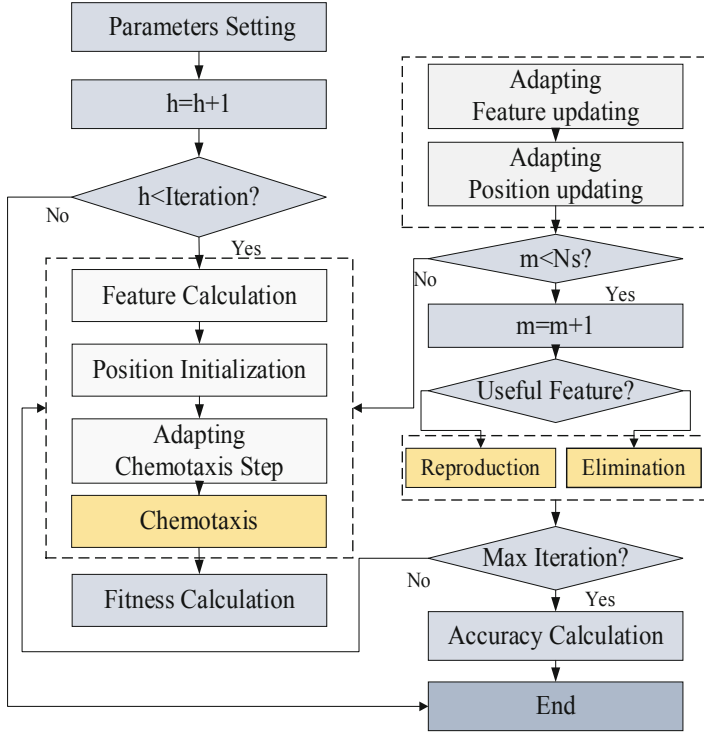 Parameters Setting
h=h+1
h<Iteration?
No
Yes
Feature Calculation
Position Initialization
Adapting
Chemotaxis Step
Chemotaxis
Fitness Calculation
Adapting
Feature updating
Adapting
Position updating
m<Ns?
No
Yes
m=m+1
Useful Feature?
Reproduction
Elimination
Max Iteration?
No
Yes
Accuracy Calculation
End